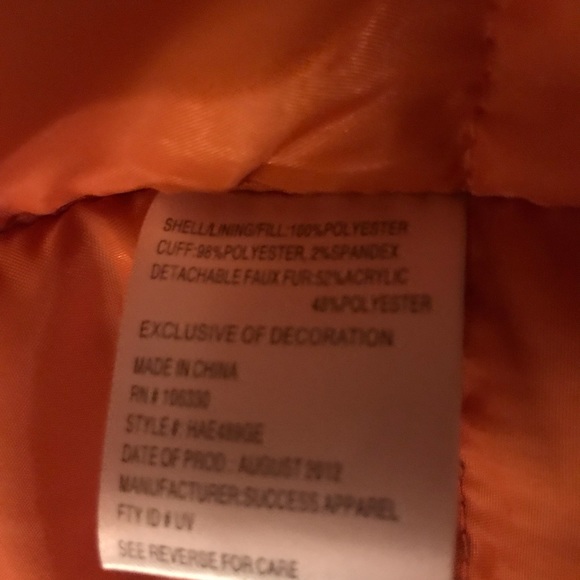 SHELL/LINING/FILL:100%POLYESTER
CUFF:98%POLYESTER, 2%SPANDEX
DETACHABLE FAUX FUR:52%ACRYLIC
48%POLYESTER
EXCLUSIVE OF DECORATION
MADE IN CHINA
RN # 106330
STYLE #:
DATE OF PROD.: AUGUST 2012
MANUFACTURER:SUCCESS APPAREL
FTY ID # UV
SEE REVERSE FOR CARE